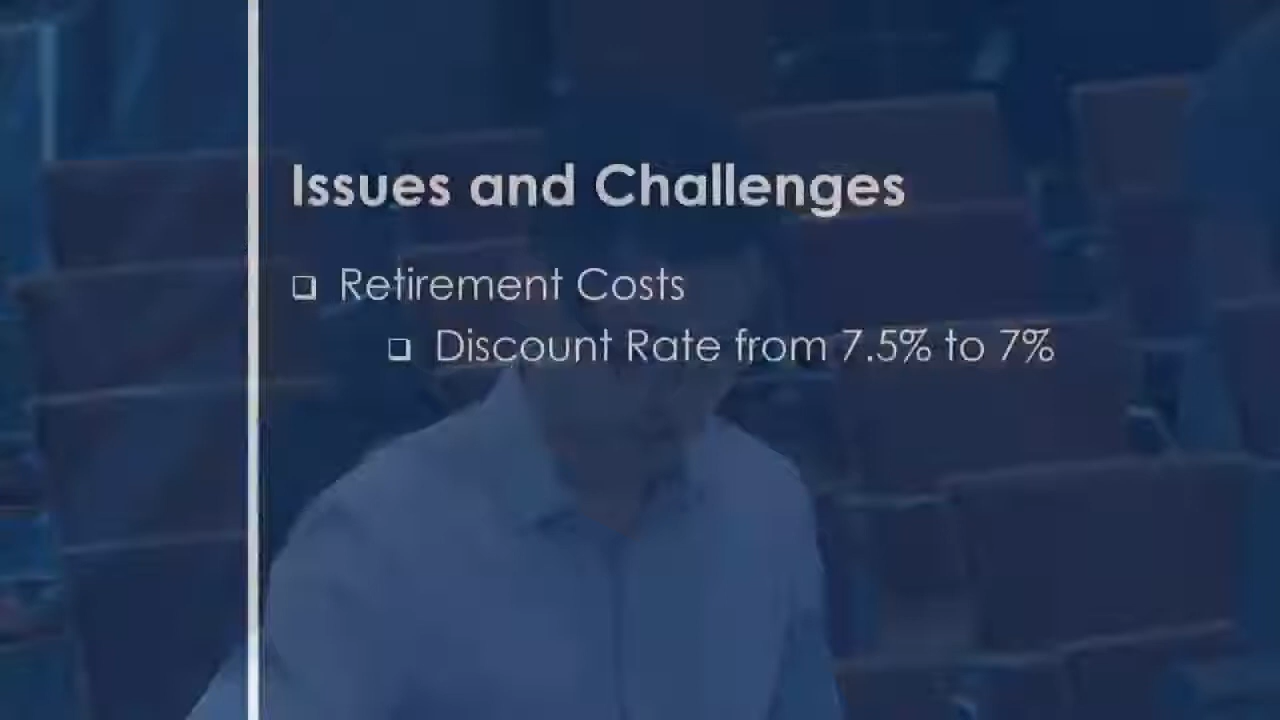 Issues and Challenges
Retirement Costs
Discount Rate from 7.5% to 7%